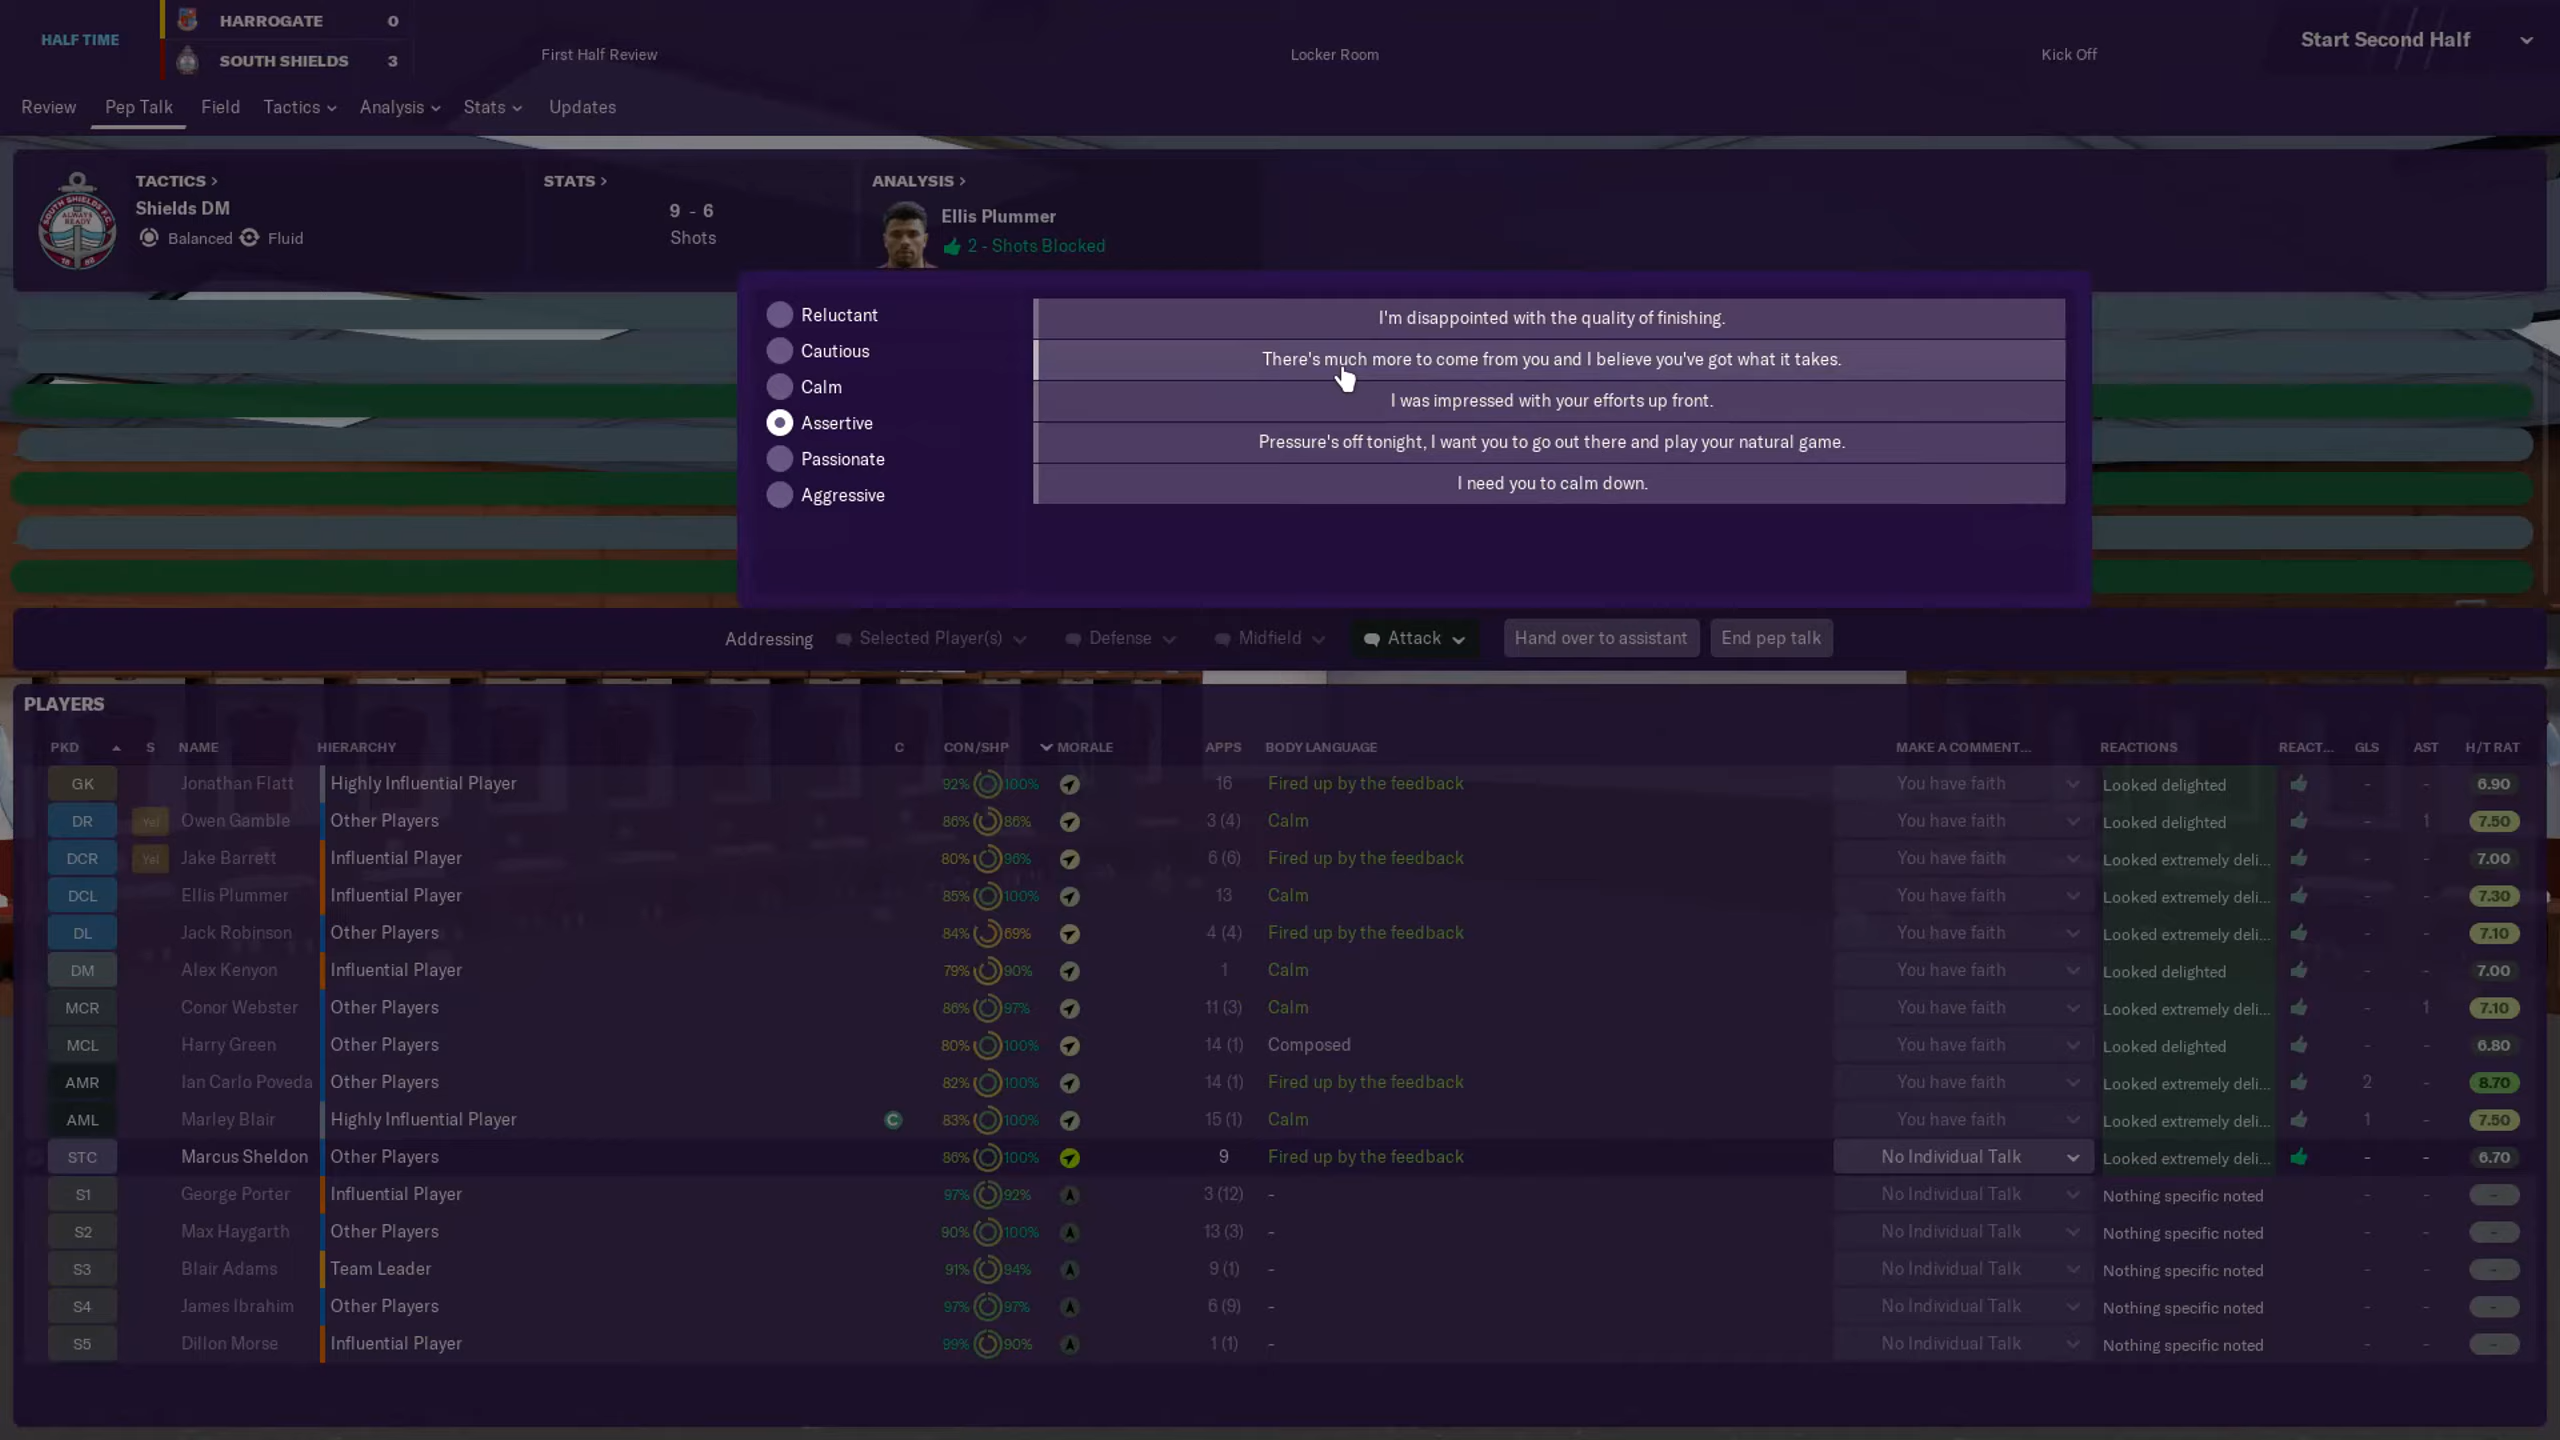 HALF TIME
HARROGATE 0
SOUTH SHIELDS 3
First Half Review
Locker Room
Kick Off
Start Second Half
Review Pep Talk Field Tactics Analysis Stats Updates
TACTICS >
Shields DM
Balanced Fluid
STATS >
9 - 6
Shots
ANALYSIS >
Ellis Plummer
2 - Shots Blocked
SOUTH SHIELDS F.C.
ALWAYS READY
Reluctant
Cautious
Calm
Assertive
Passionate
Aggressive
I'm disappointed with the quality of finishing.
There's much more to come from you and I believe you've got what it takes.
I was impressed with your efforts up front.
Pressure's off tonight, I want you to go out there and play your natural game.
I need you to calm down.
Addressing Selected Player(s) Defense Midfield Attack Hand over to assistant End pep talk
PLAYERS
PKD S NAME HIERARCHY C CON/SHP MORALE APPS BODY LANGUAGE MAKE A COMMENT... REACTIONS REACT... GLS AST H/T RAT
GK Jonathan Flatt Highly Influential Player 92% 100% 16 Fired up by the feedback You have faith Looked delighted - - 6.90
DR Yel Owen Gamble Other Players 86% 86% 3 (4) Calm You have faith Looked delighted - 1 7.50
DCR Yel Jake Barrett Influential Player 80% 96% 6 (6) Fired up by the feedback You have faith Looked extremely deli... - - 7.00
DCL Ellis Plummer Influential Player 85% 100% 13 Calm You have faith Looked extremely deli... - - 7.30
DL Jack Robinson Other Players 84% 69% 4 (4) Fired up by the feedback You have faith Looked extremely deli... - - 7.10
DM Alex Kenyon Influential Player 79% 90% 1 Calm You have faith Looked delighted - - 7.00
MCR Conor Webster Other Players 86% 97% 11 (3) Calm You have faith Looked extremely deli... - 1 7.10
MCL Harry Green Other Players 80% 100% 14 (1) Composed You have faith Looked delighted - - 6.80
AMR Ian Carlo Poveda Other Players 82% 100% 14 (1) Fired up by the feedback You have faith Looked extremely deli... 2 - 8.70
AML Marley Blair Highly Influential Player C 83% 100% 15 (1) Calm You have faith Looked extremely deli... 1 - 7.50
STC Marcus Sheldon Other Players 86% 100% 9 Fired up by the feedback No Individual Talk Looked extremely deli... - - 6.70
S1 George Porter Influential Player 97% 92% 3 (12) - No Individual Talk Nothing specific noted - - -
S2 Max Haygarth Other Players 90% 100% 13 (3) - No Individual Talk Nothing specific noted - - -
S3 Blair Adams Team Leader 91% 94% 9 (1) - No Individual Talk Nothing specific noted - - -
S4 James Ibrahim Other Players 97% 97% 6 (9) - No Individual Talk Nothing specific noted - - -
S5 Dillon Morse Influential Player 99% 90% 1 (1) - No Individual Talk Nothing specific noted - - -